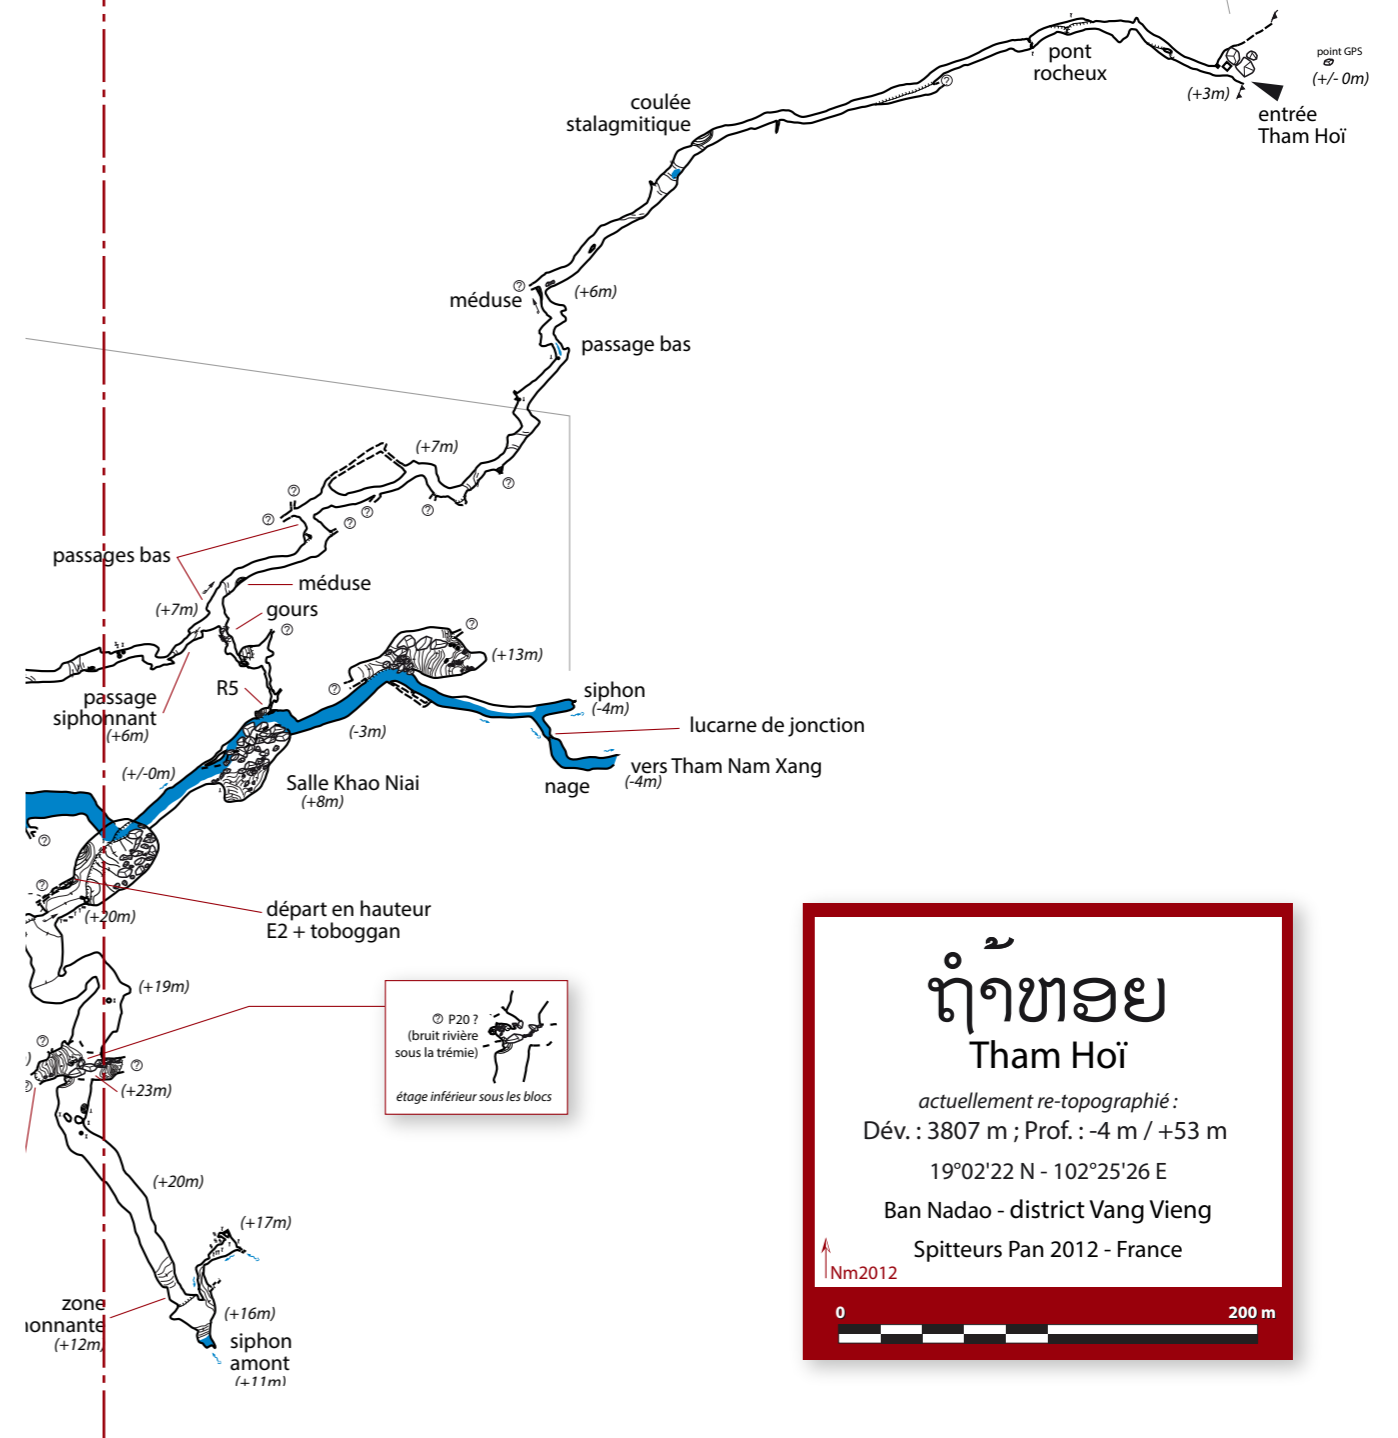 point GPS
(+/- 0m)
pont
rocheux
(+3m)
entrée
Tham Hoï
coulée
stalagmitique
?
?
méduse
(+6m)
passage bas
(+7m)
?
?
?
?
?
?
passages bas
méduse
(+7m)
gours
?
?
(+13m)
passage
siphonnant
(+6m)
R5
?
siphon
(-4m)
(-3m)
lucarne de jonction
(+/-0m)
Salle Khao Niai
(+8m)
vers Tham Nam Xang
(-4m)
nage
?
?
(+20m)
départ en hauteur
E2 + toboggan
(+19m)
? P20 ?
(bruit rivière
sous la trémie)
étage inférieur sous les blocs
?
?
?
(+23m)
(+20m)
(+17m)
zone
onnante
(+12m)
(+16m)
siphon
amont
(+11m)
ຖ້ຳຫອຍ
Tham Hoï
actuellement re-topographié :
Dév. : 3807 m ; Prof. : -4 m / +53 m
19°02'22 N - 102°25'26 E
Ban Nadao - district Vang Vieng
Spitteurs Pan 2012 - France
Nm2012
0
200 m